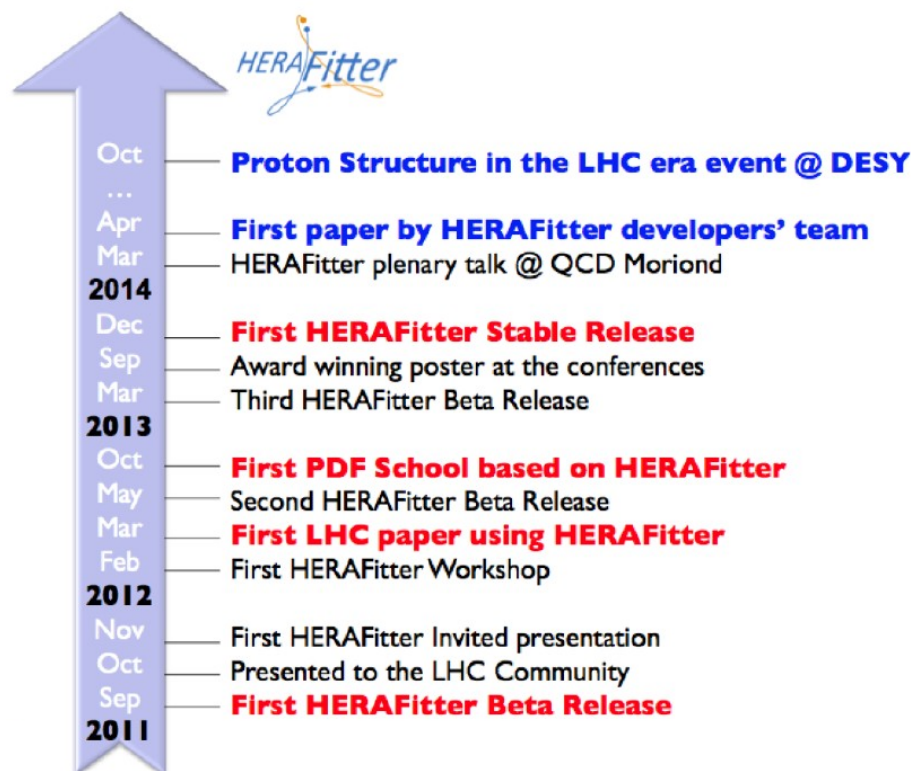 HERAFitter
Oct Proton Structure in the LHC era event @ DESY
...
Apr First paper by HERAFitter developers' team
Mar HERAFitter plenary talk @ QCD Moriond
2014
Dec First HERAFitter Stable Release
Sep Award winning poster at the conferences
Mar Third HERAFitter Beta Release
2013
Oct First PDF School based on HERAFitter
May Second HERAFitter Beta Release
Mar First LHC paper using HERAFitter
Feb First HERAFitter Workshop
2012
Nov First HERAFitter Invited presentation
Oct Presented to the LHC Community
Sep First HERAFitter Beta Release
2011